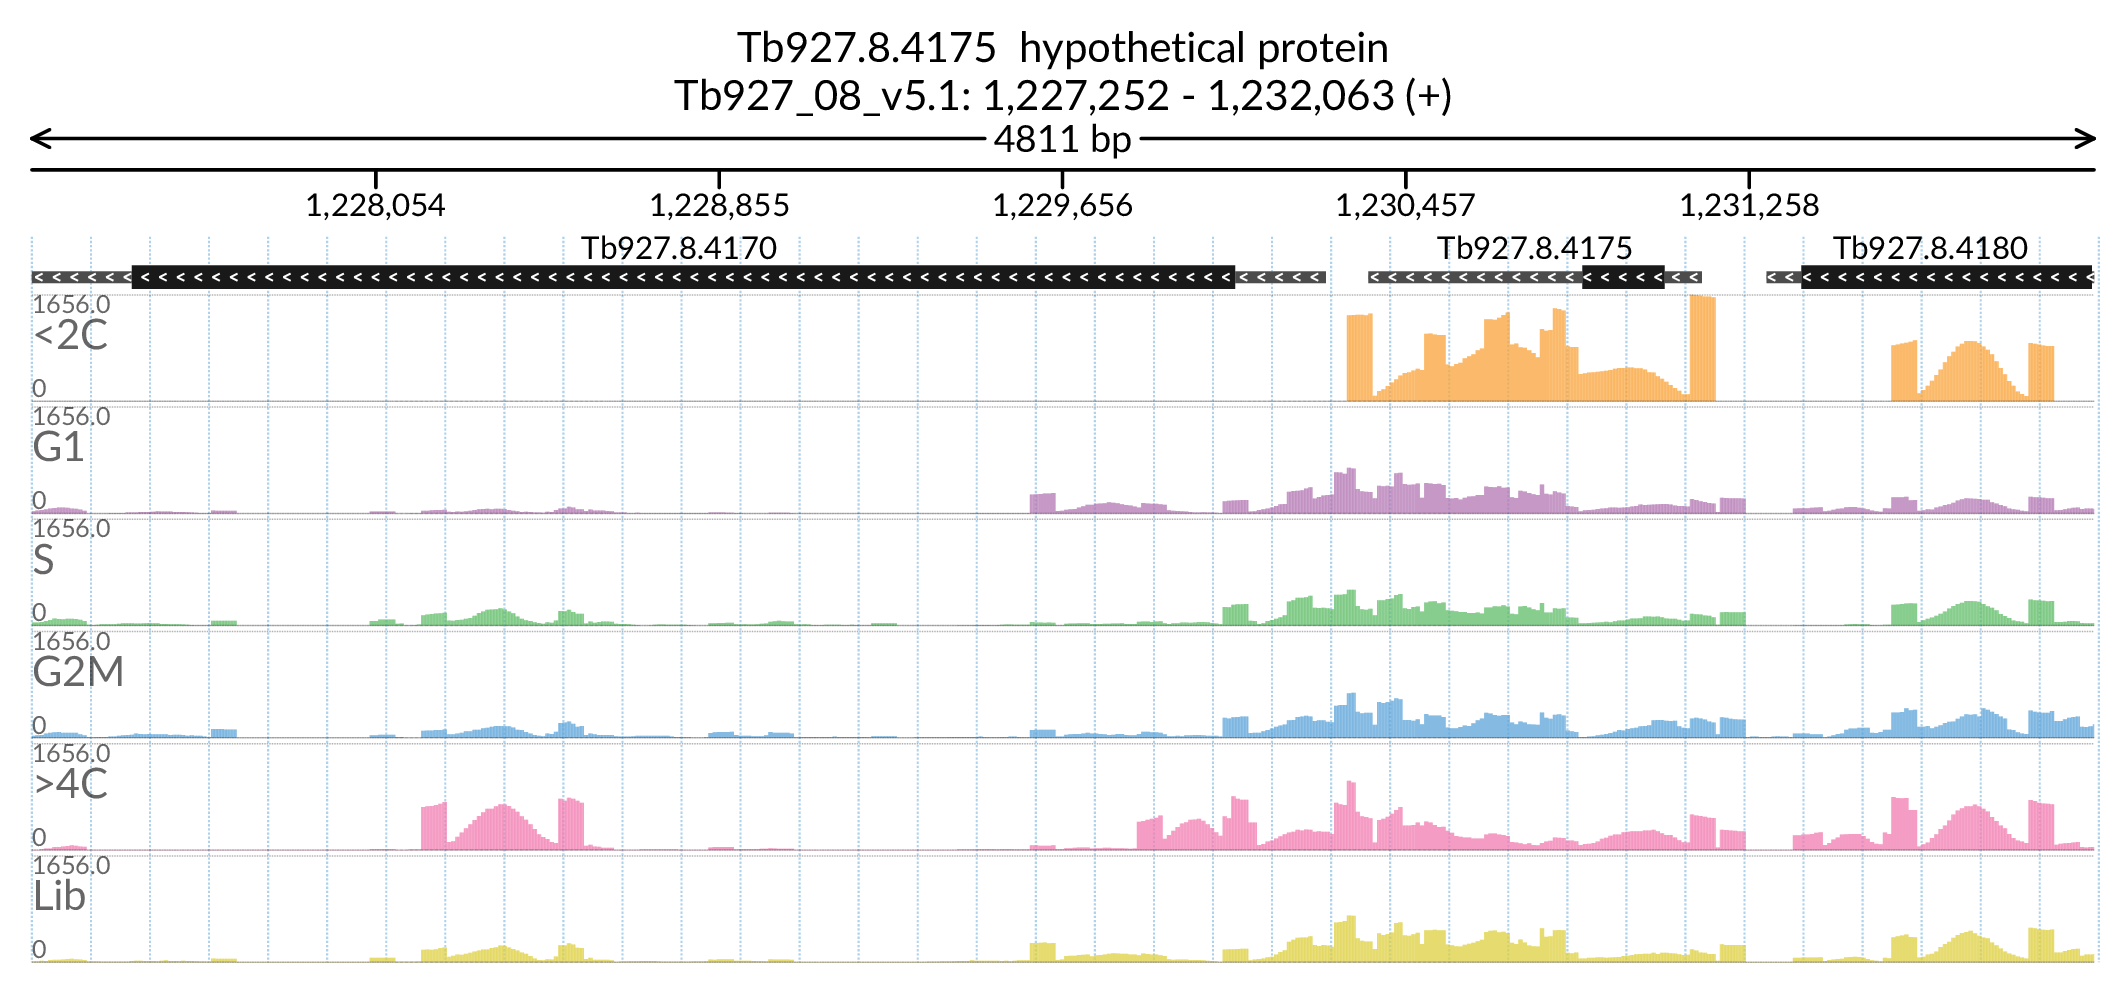 Tb927.8.4175  hypothetical protein
Tb927_08_v5.1: 1,227,252 - 1,232,063 (+)
4811 bp
1,228,054 1,228,855 1,229,656 1,230,457 1,231,258
Tb927.8.4170 Tb927.8.4175 Tb927.8.4180
1656.0
<2C
0
1656.0
G1
0
1656.0
S
0
1656.0
G2M
0
1656.0
>4C
0
1656.0
Lib
0